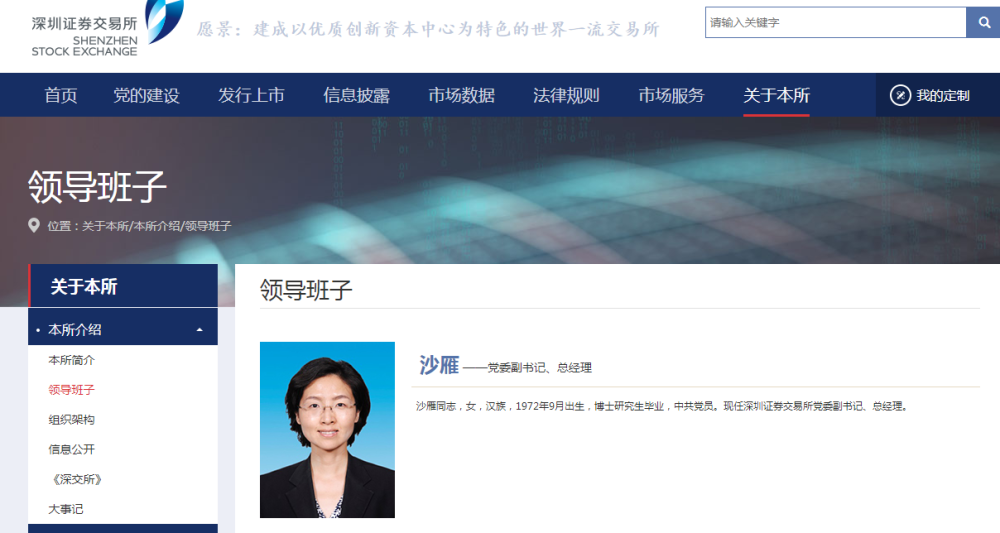 深圳证券交易所
SHENZHEN
STOCK EXCHANGE
愿景：建成以优质创新资本中心为特色的世界一流交易所
请输入关键字
首页 党的建设 发行上市 信息披露 市场数据 法律规则 市场服务 关于本所 我的定制
领导班子
位置：关于本所/本所介绍/领导班子
关于本所
本所介绍
本所简介
领导班子
组织架构
信息公开
《深交所》
大事记
领导班子
沙雁 ——党委副书记、总经理
沙雁同志，女，汉族，1972年9月出生，博士研究生毕业，中共党员。现任深圳证券交易所党委副书记、总经理。